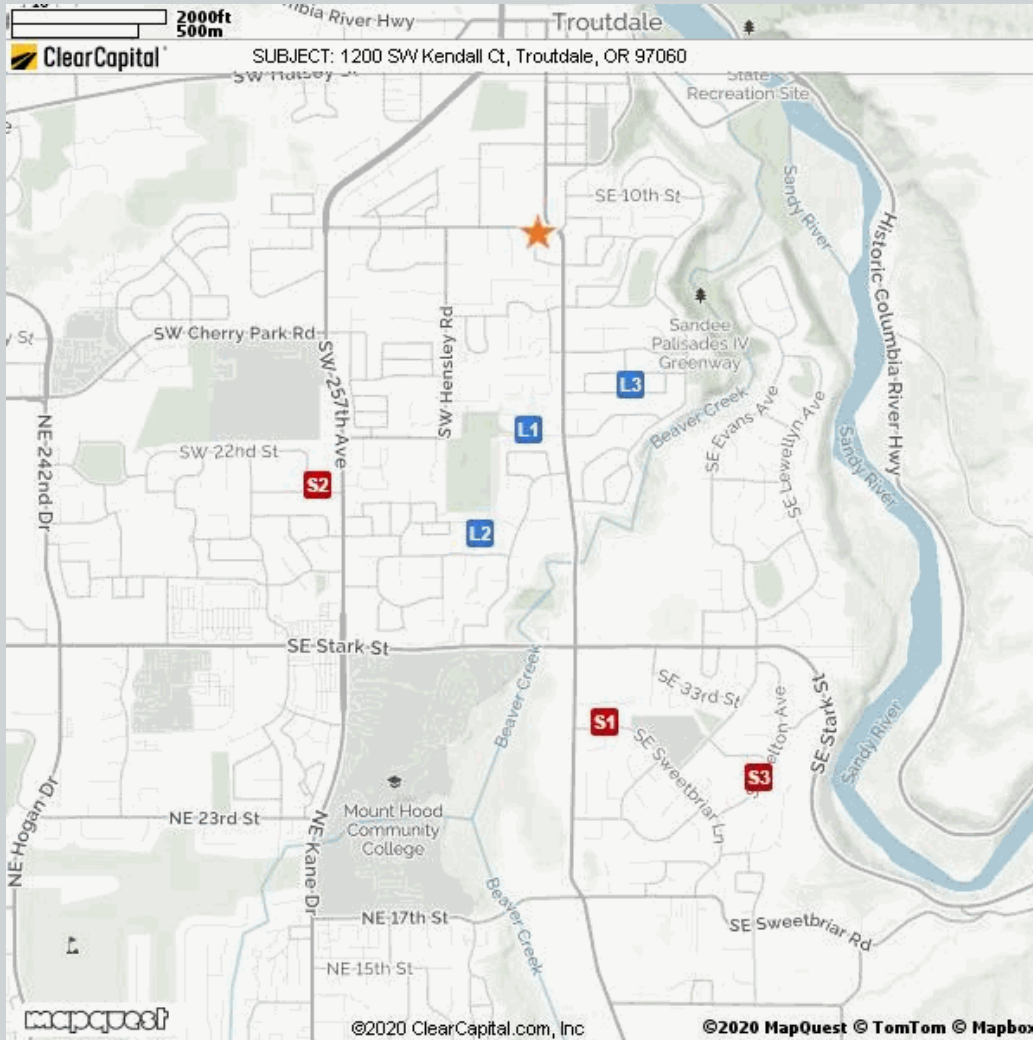 2000ft
500m
bia River Hwy
Troutdale
ClearCapital
SUBJECT: 1200 SW Kendall Ct, Troutdale, OR 97060
SW Halsey St
State
Recreation Site
SE 10th St
Sandy River
Historic Columbia River Hwy
y St
SW Cherry Park Rd
SW 257th Ave
SW Hensley Rd
Sandee
Palisades IV
Greenway
L3
L1
Beaver Creek
SE Evans Ave
SE Lewellyn Ave
NE 242nd Dr
SW 22nd St
S2
Sandy River
L2
SE Stark St
Beaver Creek
SE 33rd St
S1
SE Sweetbriar Ln
elton Ave
S3
SE Stark St
Sandy River
NE Hogan Dr
NE 23rd St
NE Kane Dr
Mount Hood
Community
College
Beaver Creek
NE 17th St
SE Sweetbriar Rd
NE 15th St
mapquest
©2020 ClearCapital.com, Inc
©2020 MapQuest © TomTom © Mapbox